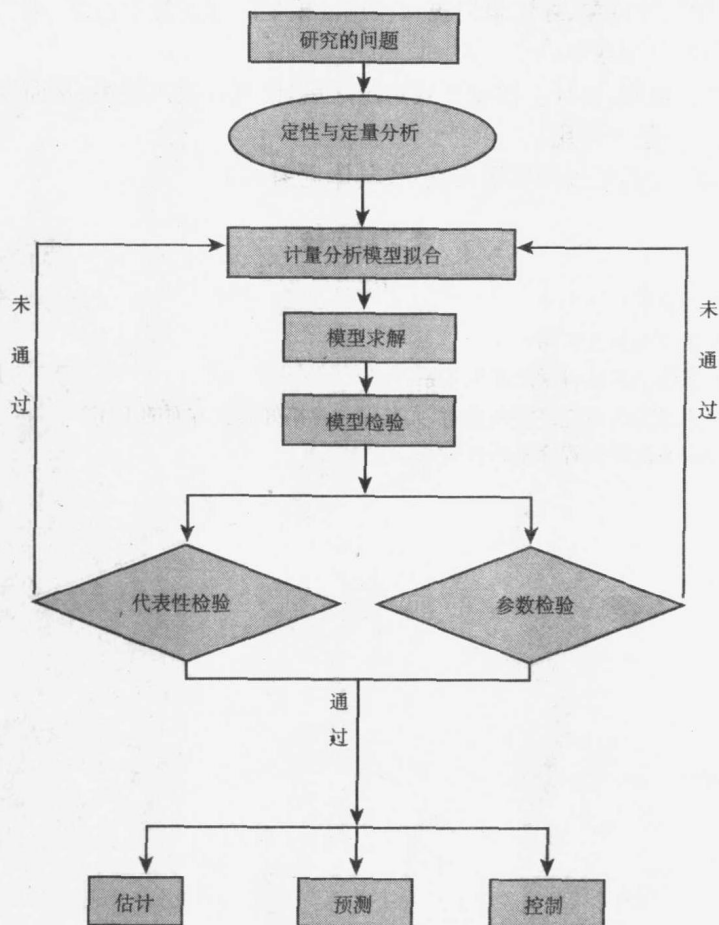 研究的问题
定性与定量分析
计量分析模型拟合
模型求解
模型检验
未通过
未通过
代表性检验
参数检验
通过
估计
预测
控制